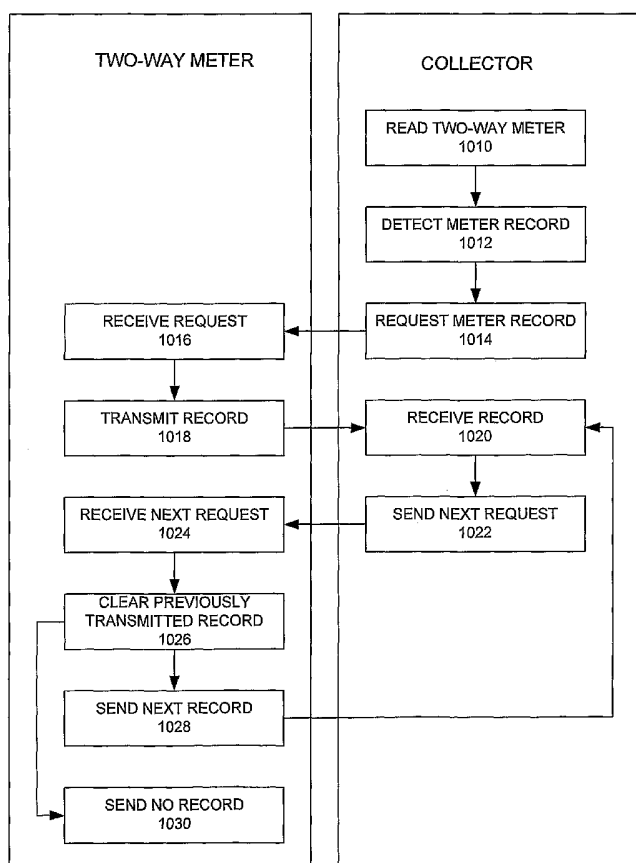 TWO-WAY METER
COLLECTOR
READ TWO-WAY METER
1010
DETECT METER RECORD
1012
REQUEST METER RECORD
1014
RECEIVE REQUEST
1016
TRANSMIT RECORD
1018
RECEIVE RECORD
1020
SEND NEXT REQUEST
1022
RECEIVE NEXT REQUEST
1024
CLEAR PREVIOUSLY
TRANSMITTED RECORD
1026
SEND NEXT RECORD
1028
SEND NO RECORD
1030